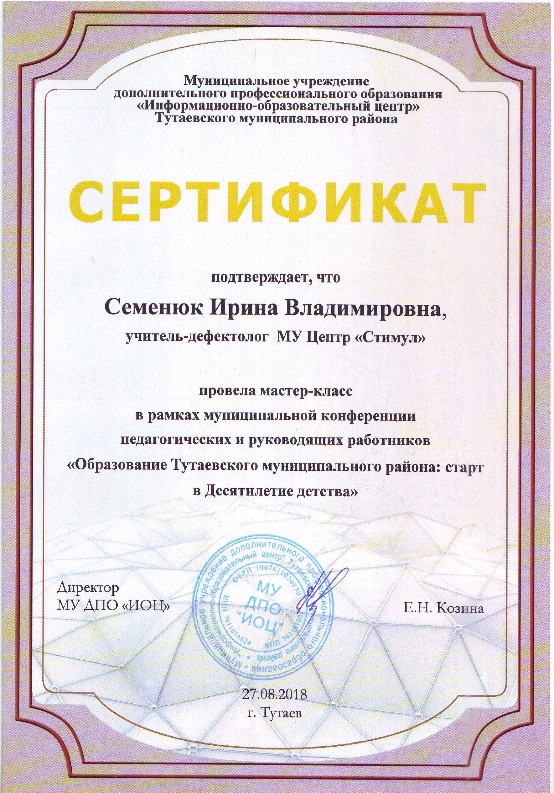 Муниципальное учреждение
дополнительного профессионального образования
«Информационно-образовательный центр»
Тутаевского муниципального района
СЕРТИФИКАТ
подтверждает, что
Семенюк Ирина Владимировна,
учитель-дефектолог МУ Центр «Стимул»
провела мастер-класс
в рамках муниципальной конференции
педагогических и руководящих работников
«Образование Тутаевского муниципального района: старт
в Десятилетие детства»
Директор
МУ ДПО «ИОЦ»
МУ
ДПО
"ИОЦ"
Е.Н. Козина
27.08.2018
г. Тутаев